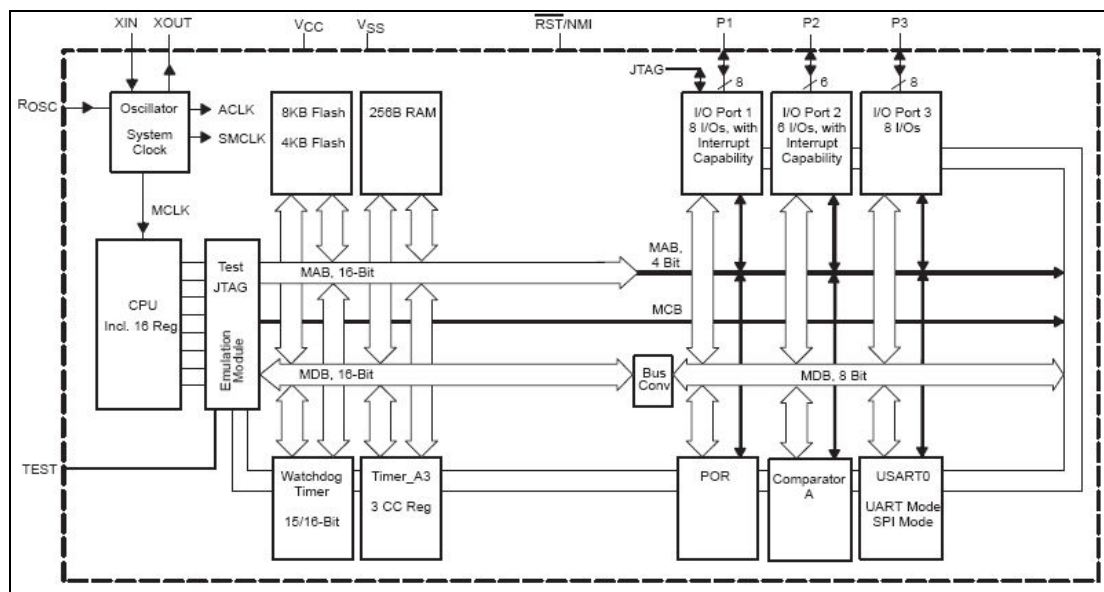 XIN XOUT VCC VSS RST/NMI P1 P2 P3
JTAG
8 6 8
ROSC
Oscillator
System
Clock
ACLK
SMCLK
8KB Flash
4KB Flash
256B RAM
I/O Port 1
8 I/Os, with
Interrupt
Capability
I/O Port 2
6 I/Os, with
Interrupt
Capability
I/O Port 3
8 I/Os
MCLK
CPU
Incl. 16 Reg
Test
JTAG
Emulation
Module
MAB, 16-Bit
MAB,
4 Bit
MCB
MDB, 16-Bit
Bus
Conv
MDB, 8 Bit
TEST
Watchdog
Timer
15/16-Bit
Timer_A3
3 CC Reg
POR
Comparator
A
USART0
UART Mode
SPI Mode